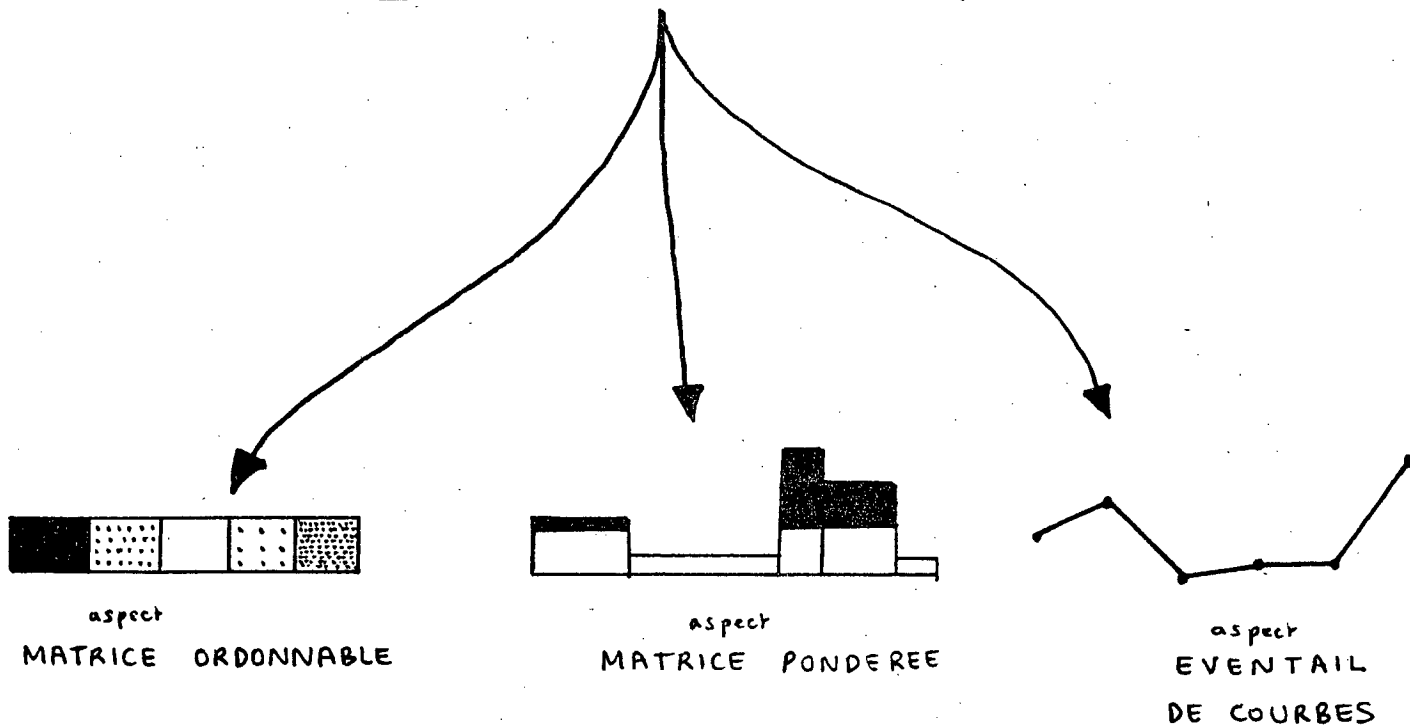 aspect
MATRICE ORDONNABLE
aspect
MATRICE PONDEREE
aspect
EVENTAIL
DE COURBES